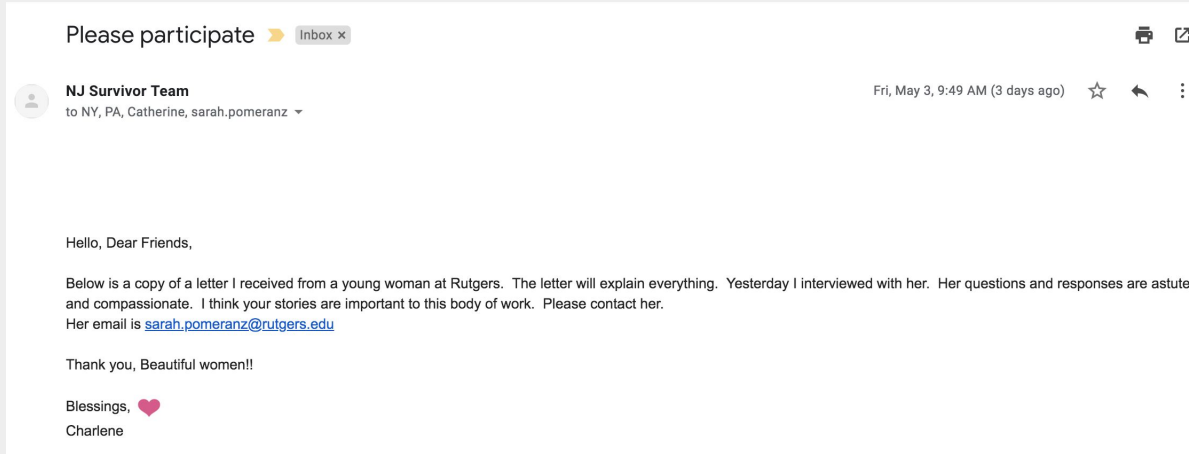 Please participate Inbox ×
NJ Survivor Team Fri, May 3, 9:49 AM (3 days ago)
to NY, PA, Catherine, sarah.pomeranz
Hello, Dear Friends,
Below is a copy of a letter I received from a young woman at Rutgers.  The letter will explain everything.  Yesterday I interviewed with her.  Her questions and responses are astute
and compassionate.  I think your stories are important to this body of work.  Please contact her.
Her email is sarah.pomeranz@rutgers.edu
Thank you, Beautiful women!!
Blessings,
Charlene